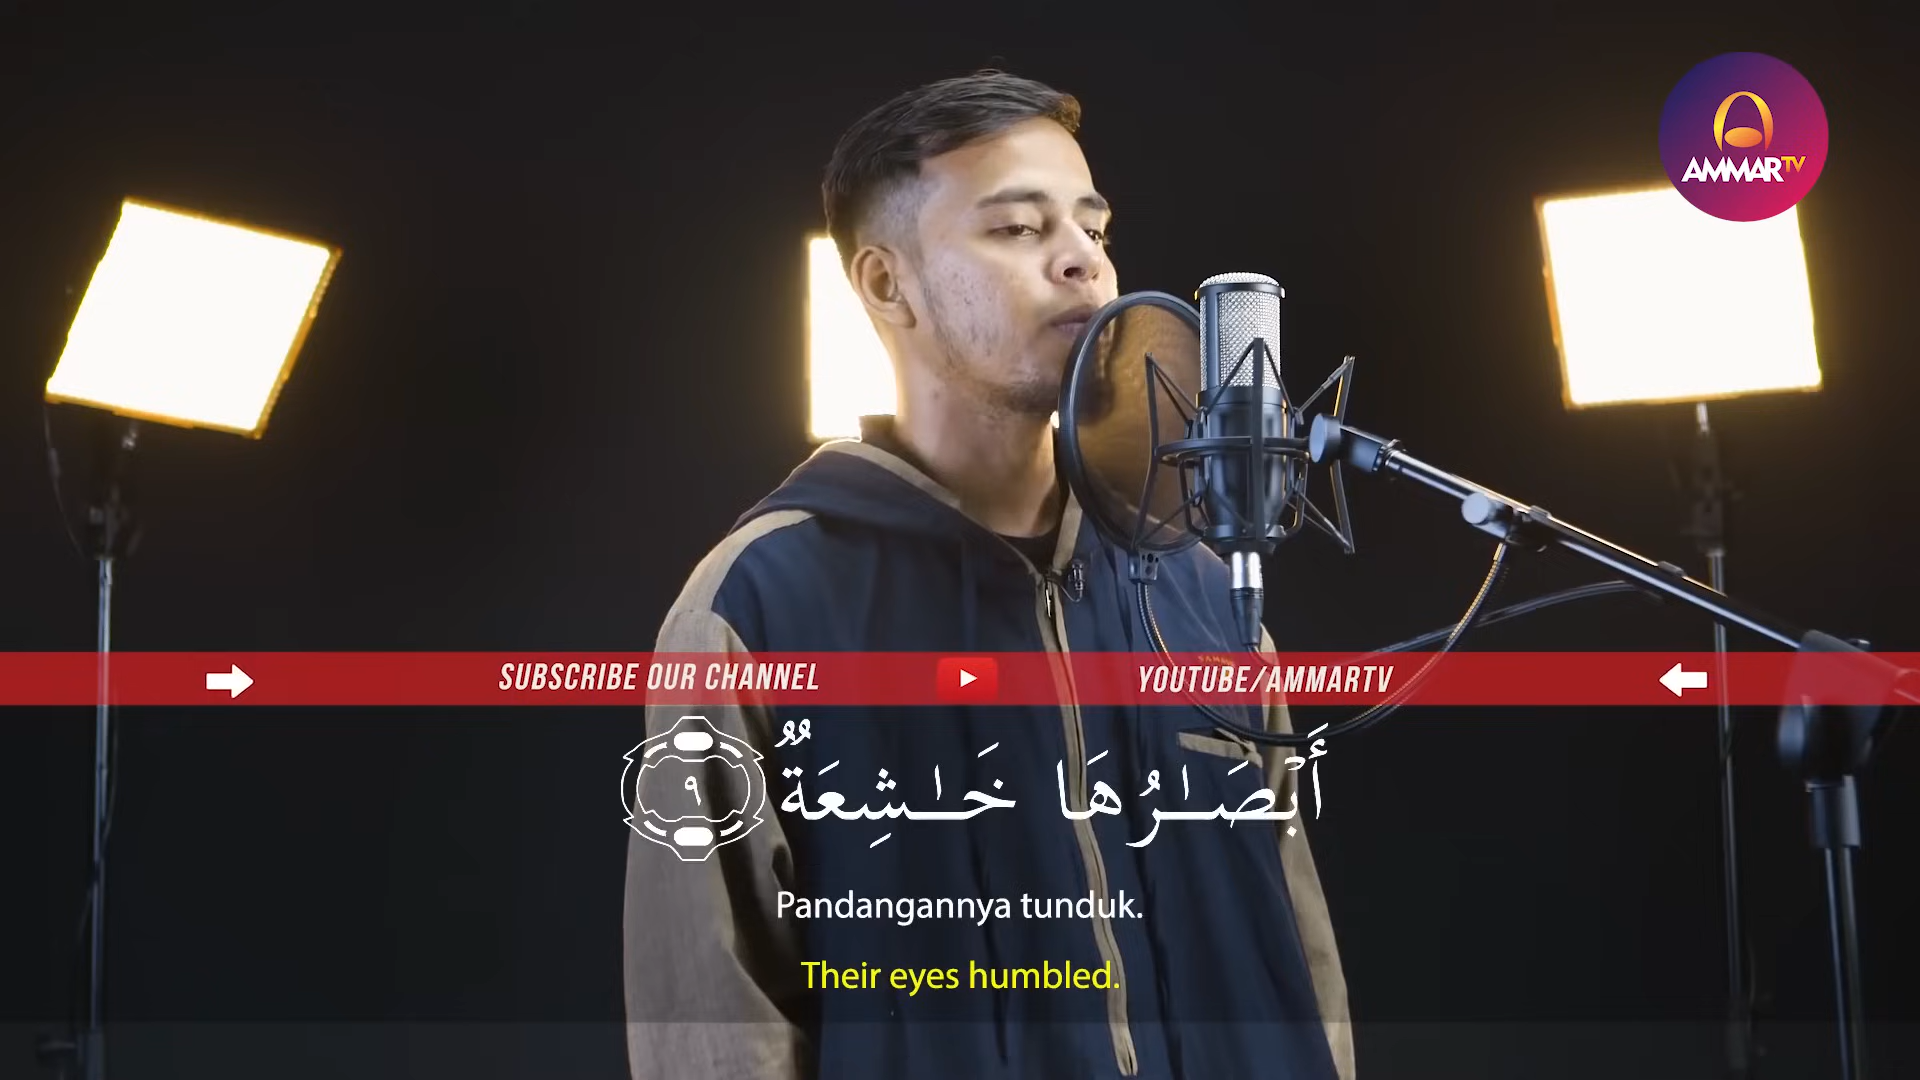 AMMARTV
SUBSCRIBE OUR CHANNEL
YOUTUBE/AMMARTV
أَبْصَـٰرُهَا خَـٰشِعَةٌ ٩
Pandangannya tunduk.
Their eyes humbled.